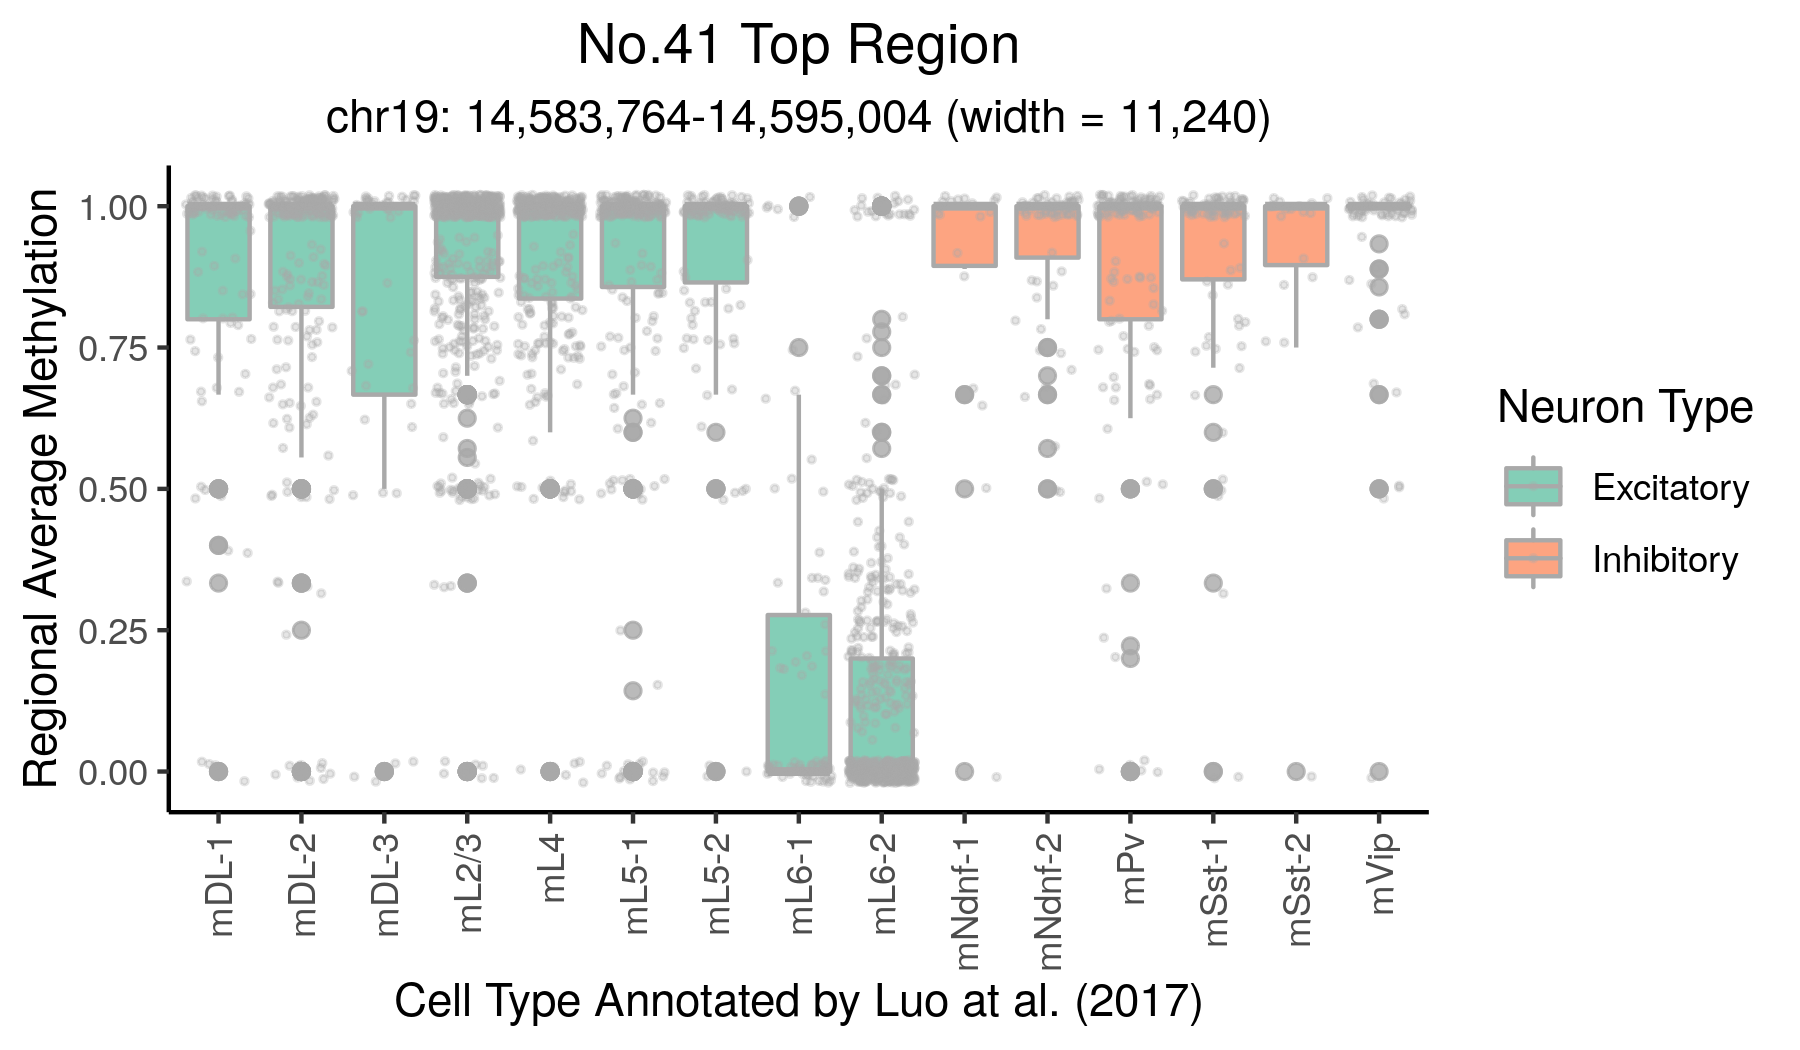 No.41 Top Region
chr19: 14,583,764-14,595,004 (width = 11,240)
Regional Average Methylation
1.00
0.75
0.50
0.25
0.00
mDL-1
mDL-2
mDL-3
mL2/3
mL4
mL5-1
mL5-2
mL6-1
mL6-2
mNdnf-1
mNdnf-2
mPv
mSst-1
mSst-2
mVip
Cell Type Annotated by Luo at al. (2017)
Neuron Type
Excitatory
Inhibitory